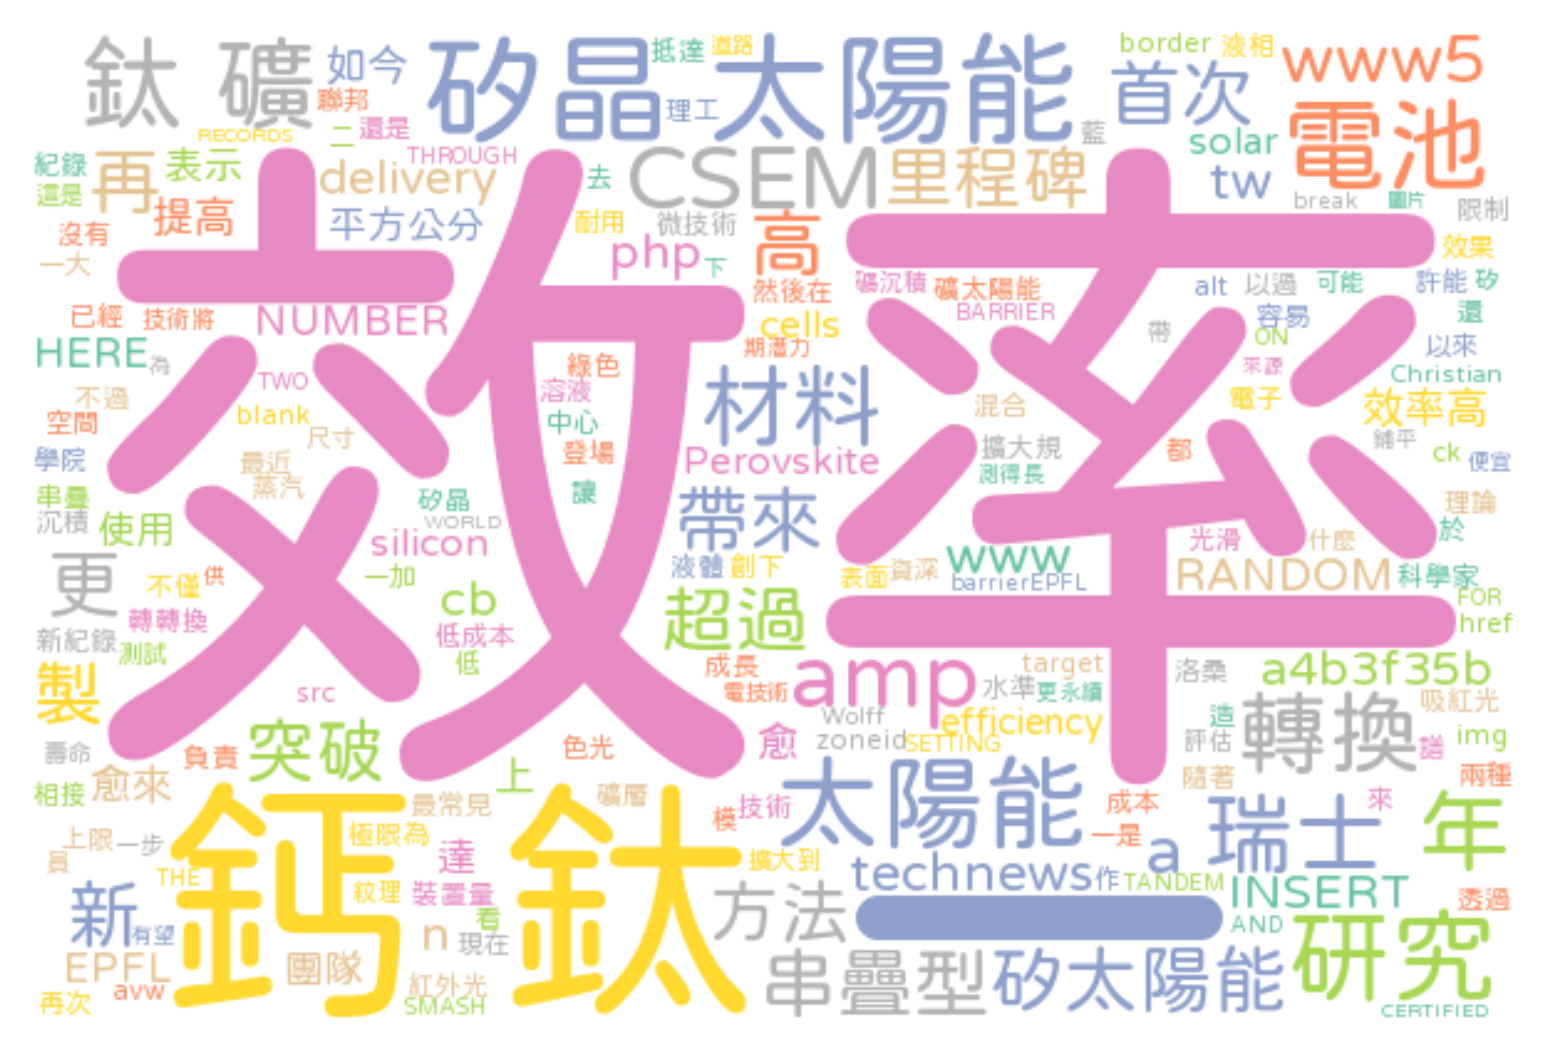 鈦 礦
如今
矽晶
太陽能
抵達
道路
border
液相
www5
聯邦
理工
首次
RECORDS
二
還是
THROUGH
藍
solar
電池
紀錄
再
表示
delivery
去
CSEM
里程碑
tw
這是
提高
平方公分
耐用
微技術
高
break
圖片
限制
沒有
php
下
效果
一大
效
率
然後在
礦沉積
礦太陽能
alt
以過
可能
許能
矽
已經
技術將
NUMBER
cells
BARRIER
容易
還
HERE
為
綠色
期潛力
帶
ON
以來
TWO
溶液
材料
來源
Christian
不過
blank
中心
混合
電子
效率高
空間
尺寸
登場
Perovskite
擴大規
都
鋪平
ck
便宜
學院
最近
讓
測得長
串疊
蒸汽
矽晶
帶來
理論
沉積
使用
WORLD
silicon
光滑
什麼
於
更
不僅
供
一加
液體
創下
www
表面
資深
barrierEPFL
RANDOM
科學家
cb
超過
FOR
新紀錄
轉轉換
低成本
href
測試
低
成長
amp
target
洛桑
a4b3f35b
製
src
電技術
水準
更永續
吸紅光
Wolff
efficiency
造
轉換
壽命
負責
突破
色光
愈
zoneid
SETTING
評估
譜
img
相接
愈來
上
礦層
太陽能
隨著
兩種
最常見
模
技術
成本
瑞士
來
年
上限
一步
鈣
鈦
極限為
達
一是
員
THE
擴大到
technews
a
新
紋理
裝置量
方法
作
TANDEM
INSERT
透過
有望
看
一
AND
研究
EPFL
團隊
n
現在
串疊型
矽太陽能
再次
avw
紅外光
SMASH
CERTIFIED